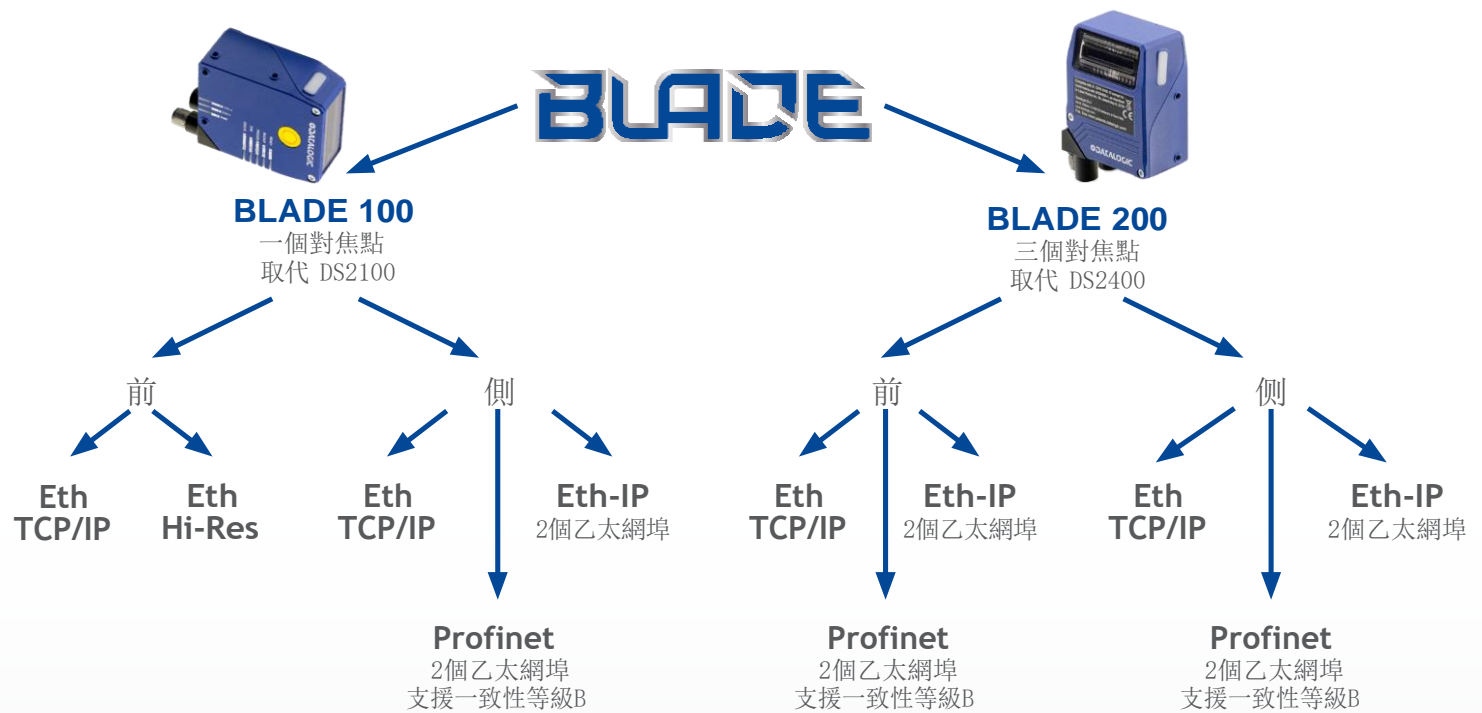 BLADE
DATALOGIC
DATALOGIC
BLADE 100
一個對焦點
取代 DS2100
BLADE 200
三個對焦點
取代 DS2400
前
側
前
侧
Eth
TCP/IP
Eth
Hi-Res
Eth
TCP/IP
Eth-IP
2個乙太網埠
Eth
TCP/IP
Eth-IP
2個乙太網埠
Eth
TCP/IP
Eth-IP
2個乙太網埠
Profinet
2個乙太網埠
支援一致性等級B
Profinet
2個乙太網埠
支援一致性等級B
Profinet
2個乙太網埠
支援一致性等級B